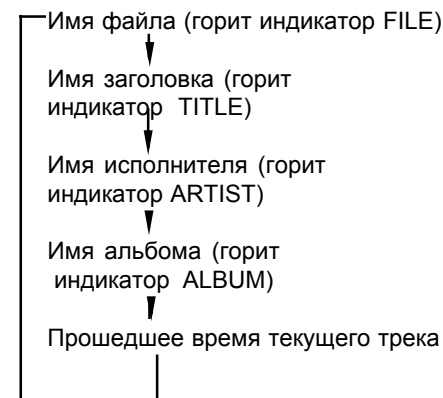 Имя файла (горит индикатор FILE)
Имя заголовка (горит
индикатор TITLE)
Имя исполнителя (горит
индикатор ARTIST)
Имя альбома (горит
индикатор ALBUM)
Прошедшее время текущего трека